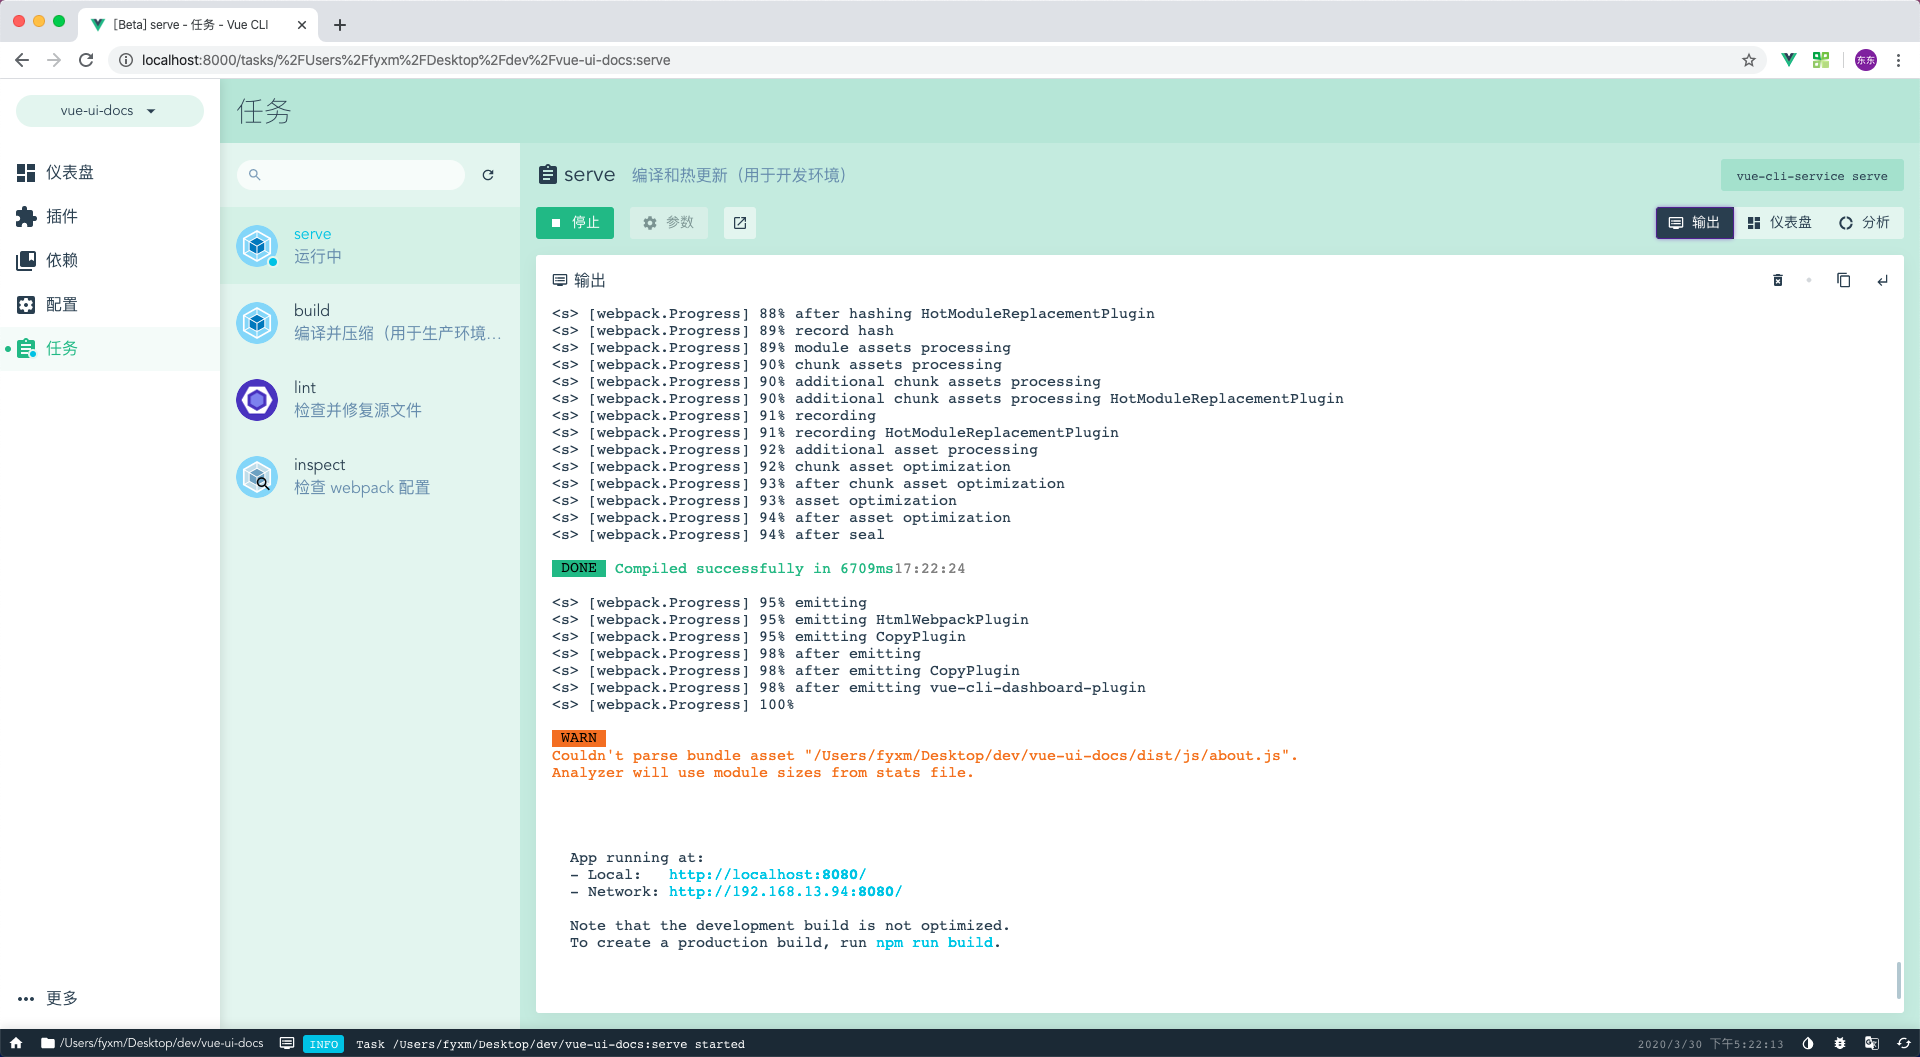 [Beta] serve - 任务 - Vue CLI
localhost:8000/tasks/%2FUsers%2Ffyxm%2FDesktop%2Fdev%2Fvue-ui-docs:serve
东东
vue-ui-docs
任务
仪表盘
插件
依赖
配置
任务
更多
serve
运行中
build
编译并压缩（用于生产环境…
lint
检查并修复源文件
inspect
检查 webpack 配置
serve 编译和热更新（用于开发环境）
vue-cli-service serve
停止 参数
输出 仪表盘 分析
输出
<s> [webpack.Progress] 88% after hashing HotModuleReplacementPlugin
<s> [webpack.Progress] 89% record hash
<s> [webpack.Progress] 89% module assets processing
<s> [webpack.Progress] 90% chunk assets processing
<s> [webpack.Progress] 90% additional chunk assets processing
<s> [webpack.Progress] 90% additional chunk assets processing HotModuleReplacementPlugin
<s> [webpack.Progress] 91% recording
<s> [webpack.Progress] 91% recording HotModuleReplacementPlugin
<s> [webpack.Progress] 92% additional asset processing
<s> [webpack.Progress] 92% chunk asset optimization
<s> [webpack.Progress] 93% after chunk asset optimization
<s> [webpack.Progress] 93% asset optimization
<s> [webpack.Progress] 94% after asset optimization
<s> [webpack.Progress] 94% after seal
DONE Compiled successfully in 6709ms17:22:24
<s> [webpack.Progress] 95% emitting
<s> [webpack.Progress] 95% emitting HtmlWebpackPlugin
<s> [webpack.Progress] 95% emitting CopyPlugin
<s> [webpack.Progress] 98% after emitting
<s> [webpack.Progress] 98% after emitting CopyPlugin
<s> [webpack.Progress] 98% after emitting vue-cli-dashboard-plugin
<s> [webpack.Progress] 100%
WARN
Couldn't parse bundle asset "/Users/fyxm/Desktop/dev/vue-ui-docs/dist/js/about.js".
Analyzer will use module sizes from stats file.
App running at:
- Local: http://localhost:8080/
- Network: http://192.168.13.94:8080/
Note that the development build is not optimized.
To create a production build, run npm run build.
/Users/fyxm/Desktop/dev/vue-ui-docs INFO Task /Users/fyxm/Desktop/dev/vue-ui-docs:serve started 2020/3/30 下午5:22:13